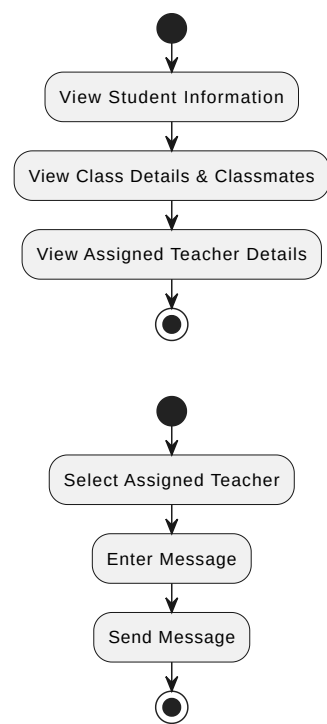 View Student Information
View Class Details & Classmates
View Assigned Teacher Details
Select Assigned Teacher
Enter Message
Send Message